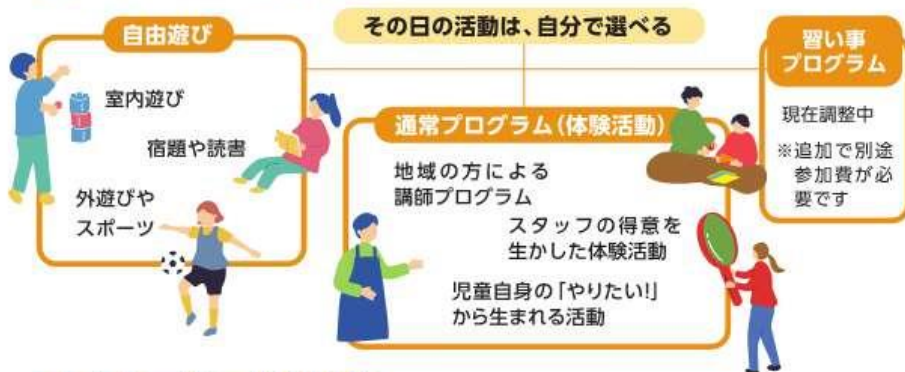 その日の活動は、自分で選べる
自由遊び
室内遊び
宿題や読書
外遊びや
スポーツ
通常プログラム(体験活動)
地域の方による
講師プログラム
スタッフの得意を
生かした体験活動
児童自身の「やりたい!」
から生まれる活動
習い事
プログラム
現在調整中
※追加で別途
参加費が必
要です